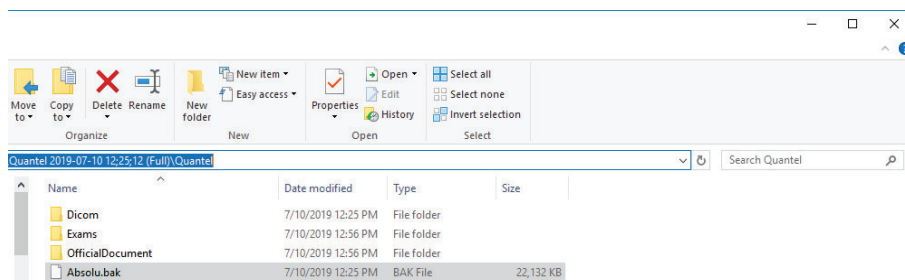 New item
Easy access
Open
Edit
History
Select all
Select none
Invert selection
Move to
Copy to
Delete
Rename
New folder
Properties
Organize
New
Open
Select
Quantel 2019-07-10 12;25;12 (Full)\Quantel
Search Quantel
Name Date modified Type Size
Dicom 7/10/2019 12:25 PM File folder
Exams 7/10/2019 12:56 PM File folder
OfficialDocument 7/10/2019 12:56 PM File folder
Absolu.bak 7/10/2019 12:25 PM BAK File 22,132 KB